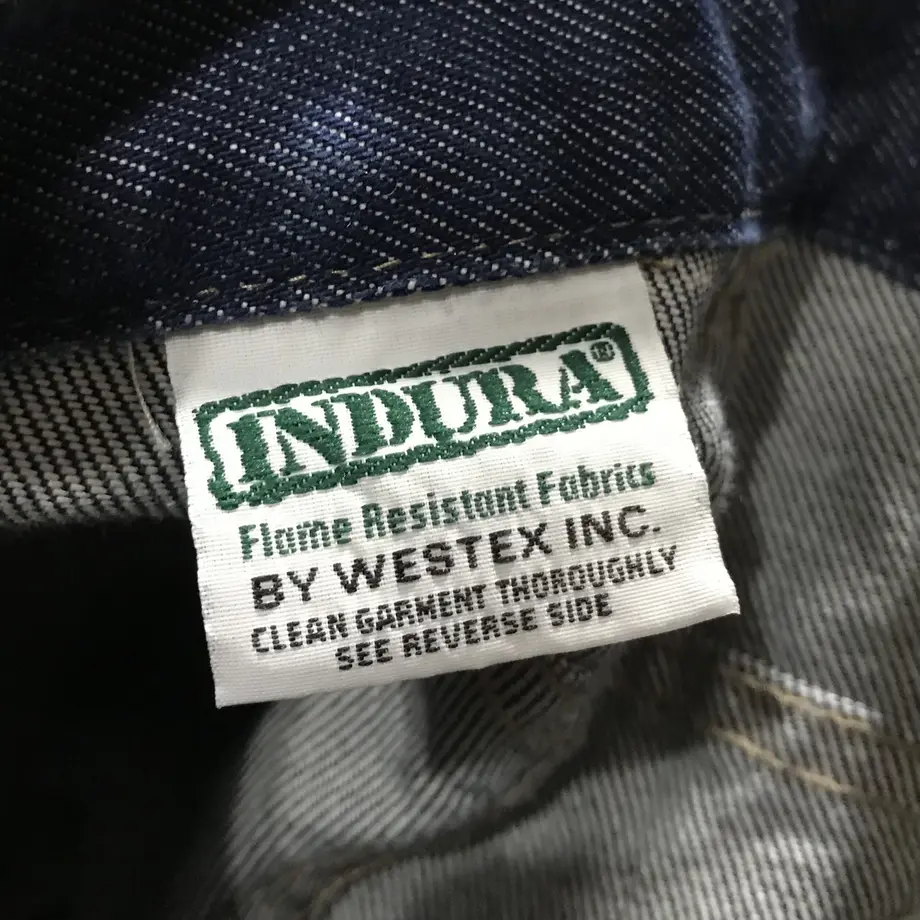 INDURA®
Flame Resistant Fabrics
BY WESTEX INC.
CLEAN GARMENT THOROUGHLY
SEE REVERSE SIDE